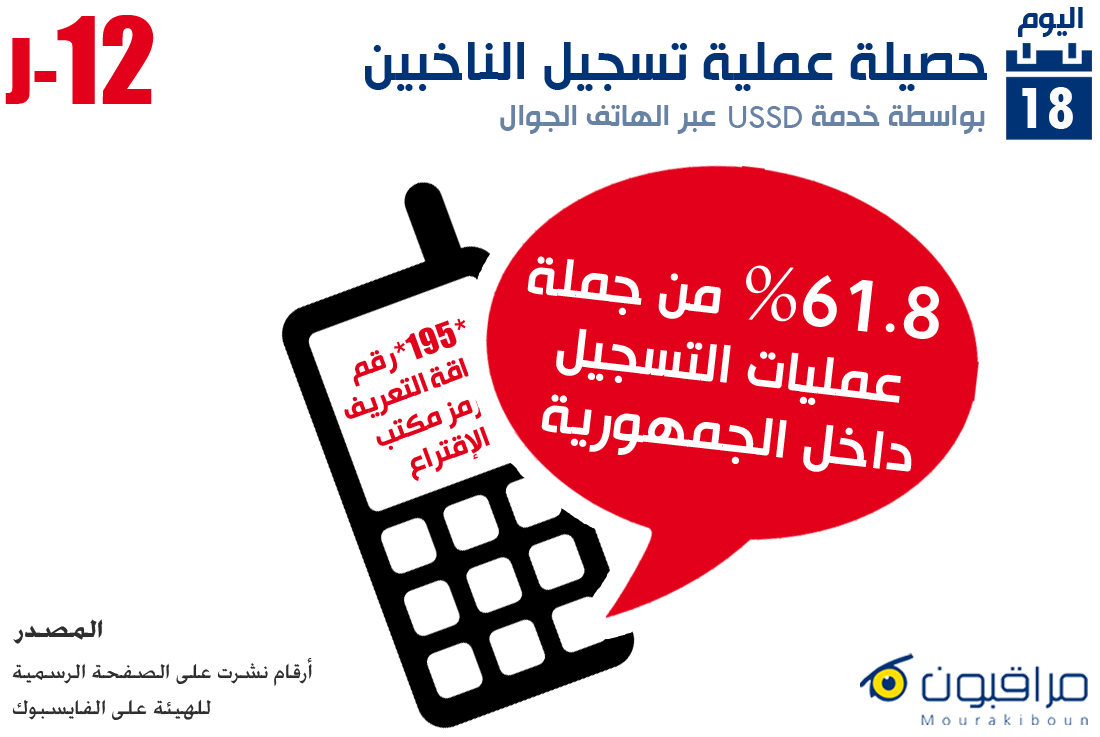 اليوم
18
حصيلة عملية تسجيل الناخبين
بواسطة خدمة USSD عبر الهاتف الجوال
J-12
61.8% من جملة
عمليات التسجيل
داخل الجمهورية
*195*رقم
اقة التعريف
رمز مكتب
الإقتراع
المصدر
أرقام نشرت على الصفحة الرسمية
للهيئة على الفايسبوك
مراقبون
Mourakiboun